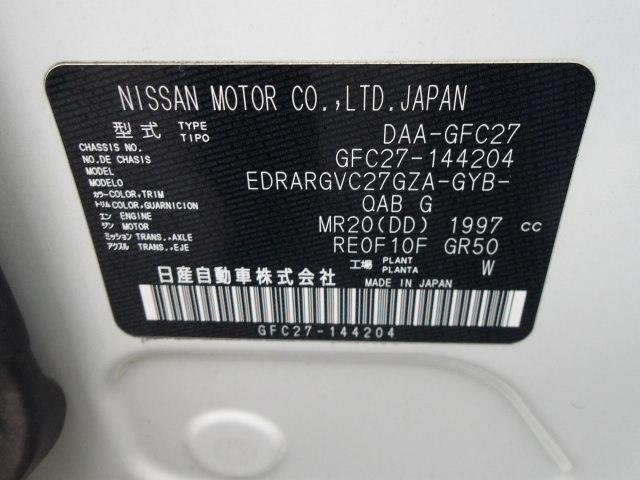 NISSAN MOTOR CO.,LTD.JAPAN
型式 TYPE TIPO DAA-GFC27
CHASSIS NO. NO.DE CHASIS GFC27-144204
MODEL MODELO EDRARGVC27GZA-GYB-
カラー COLOR,TRIM トリム COLOR,GUARNICION QAB G
エン ENGINE ジン MOTOR MR20(DD) 1997 cc
ミッション TRANS.,AXLE アクスル TRANS.,EJE RE0F10F GR50
工場 PLANT PLANTA W
日産自動車株式会社 MADE IN JAPAN
GFC27-144204